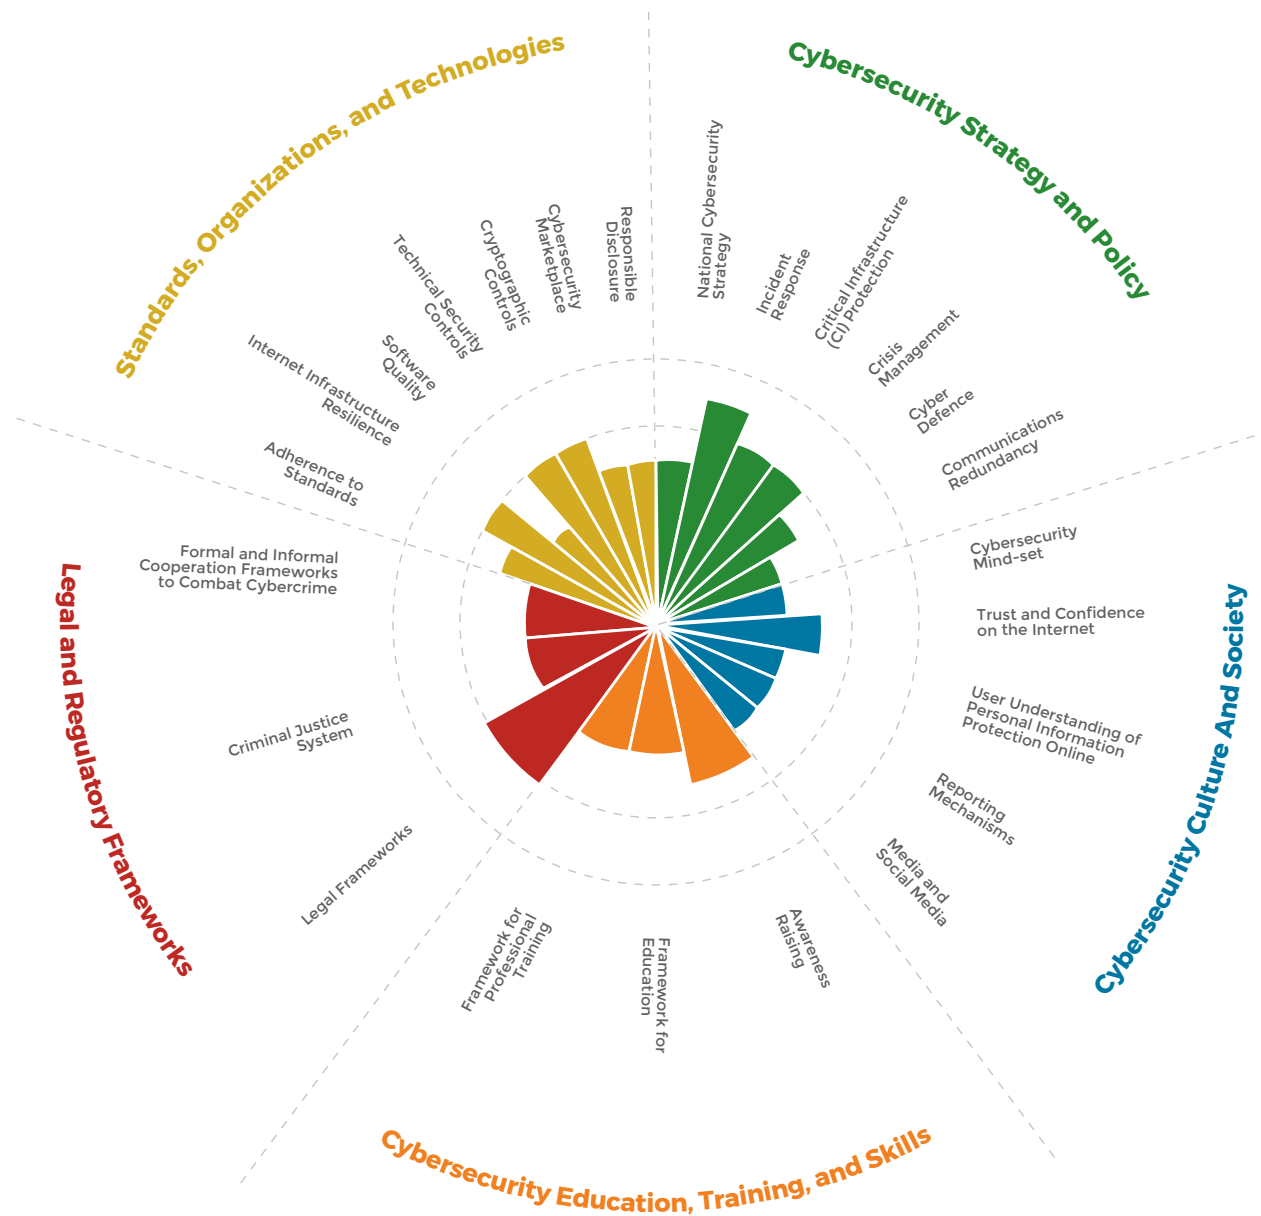 Cybersecurity Strategy and Policy
National Cybersecurity
Strategy
Incident
Response
Critical Infrastructure
(CI) Protection
Crisis
Management
Cyber
Defence
Communications
Redundancy
Cybersecurity Culture And Society
Cybersecurity
Mind-set
Trust and Confidence
on the Internet
User Understanding of
Personal Information
Protection Online
Reporting
Mechanisms
Media and
Social Media
Cybersecurity Education, Training, and Skills
Awareness
Raising
Framework for
Education
Framework for
Professional
Training
Legal and Regulatory Frameworks
Legal Frameworks
Criminal Justice
System
Formal and Informal
Cooperation Frameworks
to Combat Cybercrime
Standards, Organizations, and Technologies
Adherence to
Standards
Internet Infrastructure
Resilience
Software
Quality
Technical Security
Controls
Cryptographic
Controls
Cybersecurity
Marketplace
Responsible
Disclosure